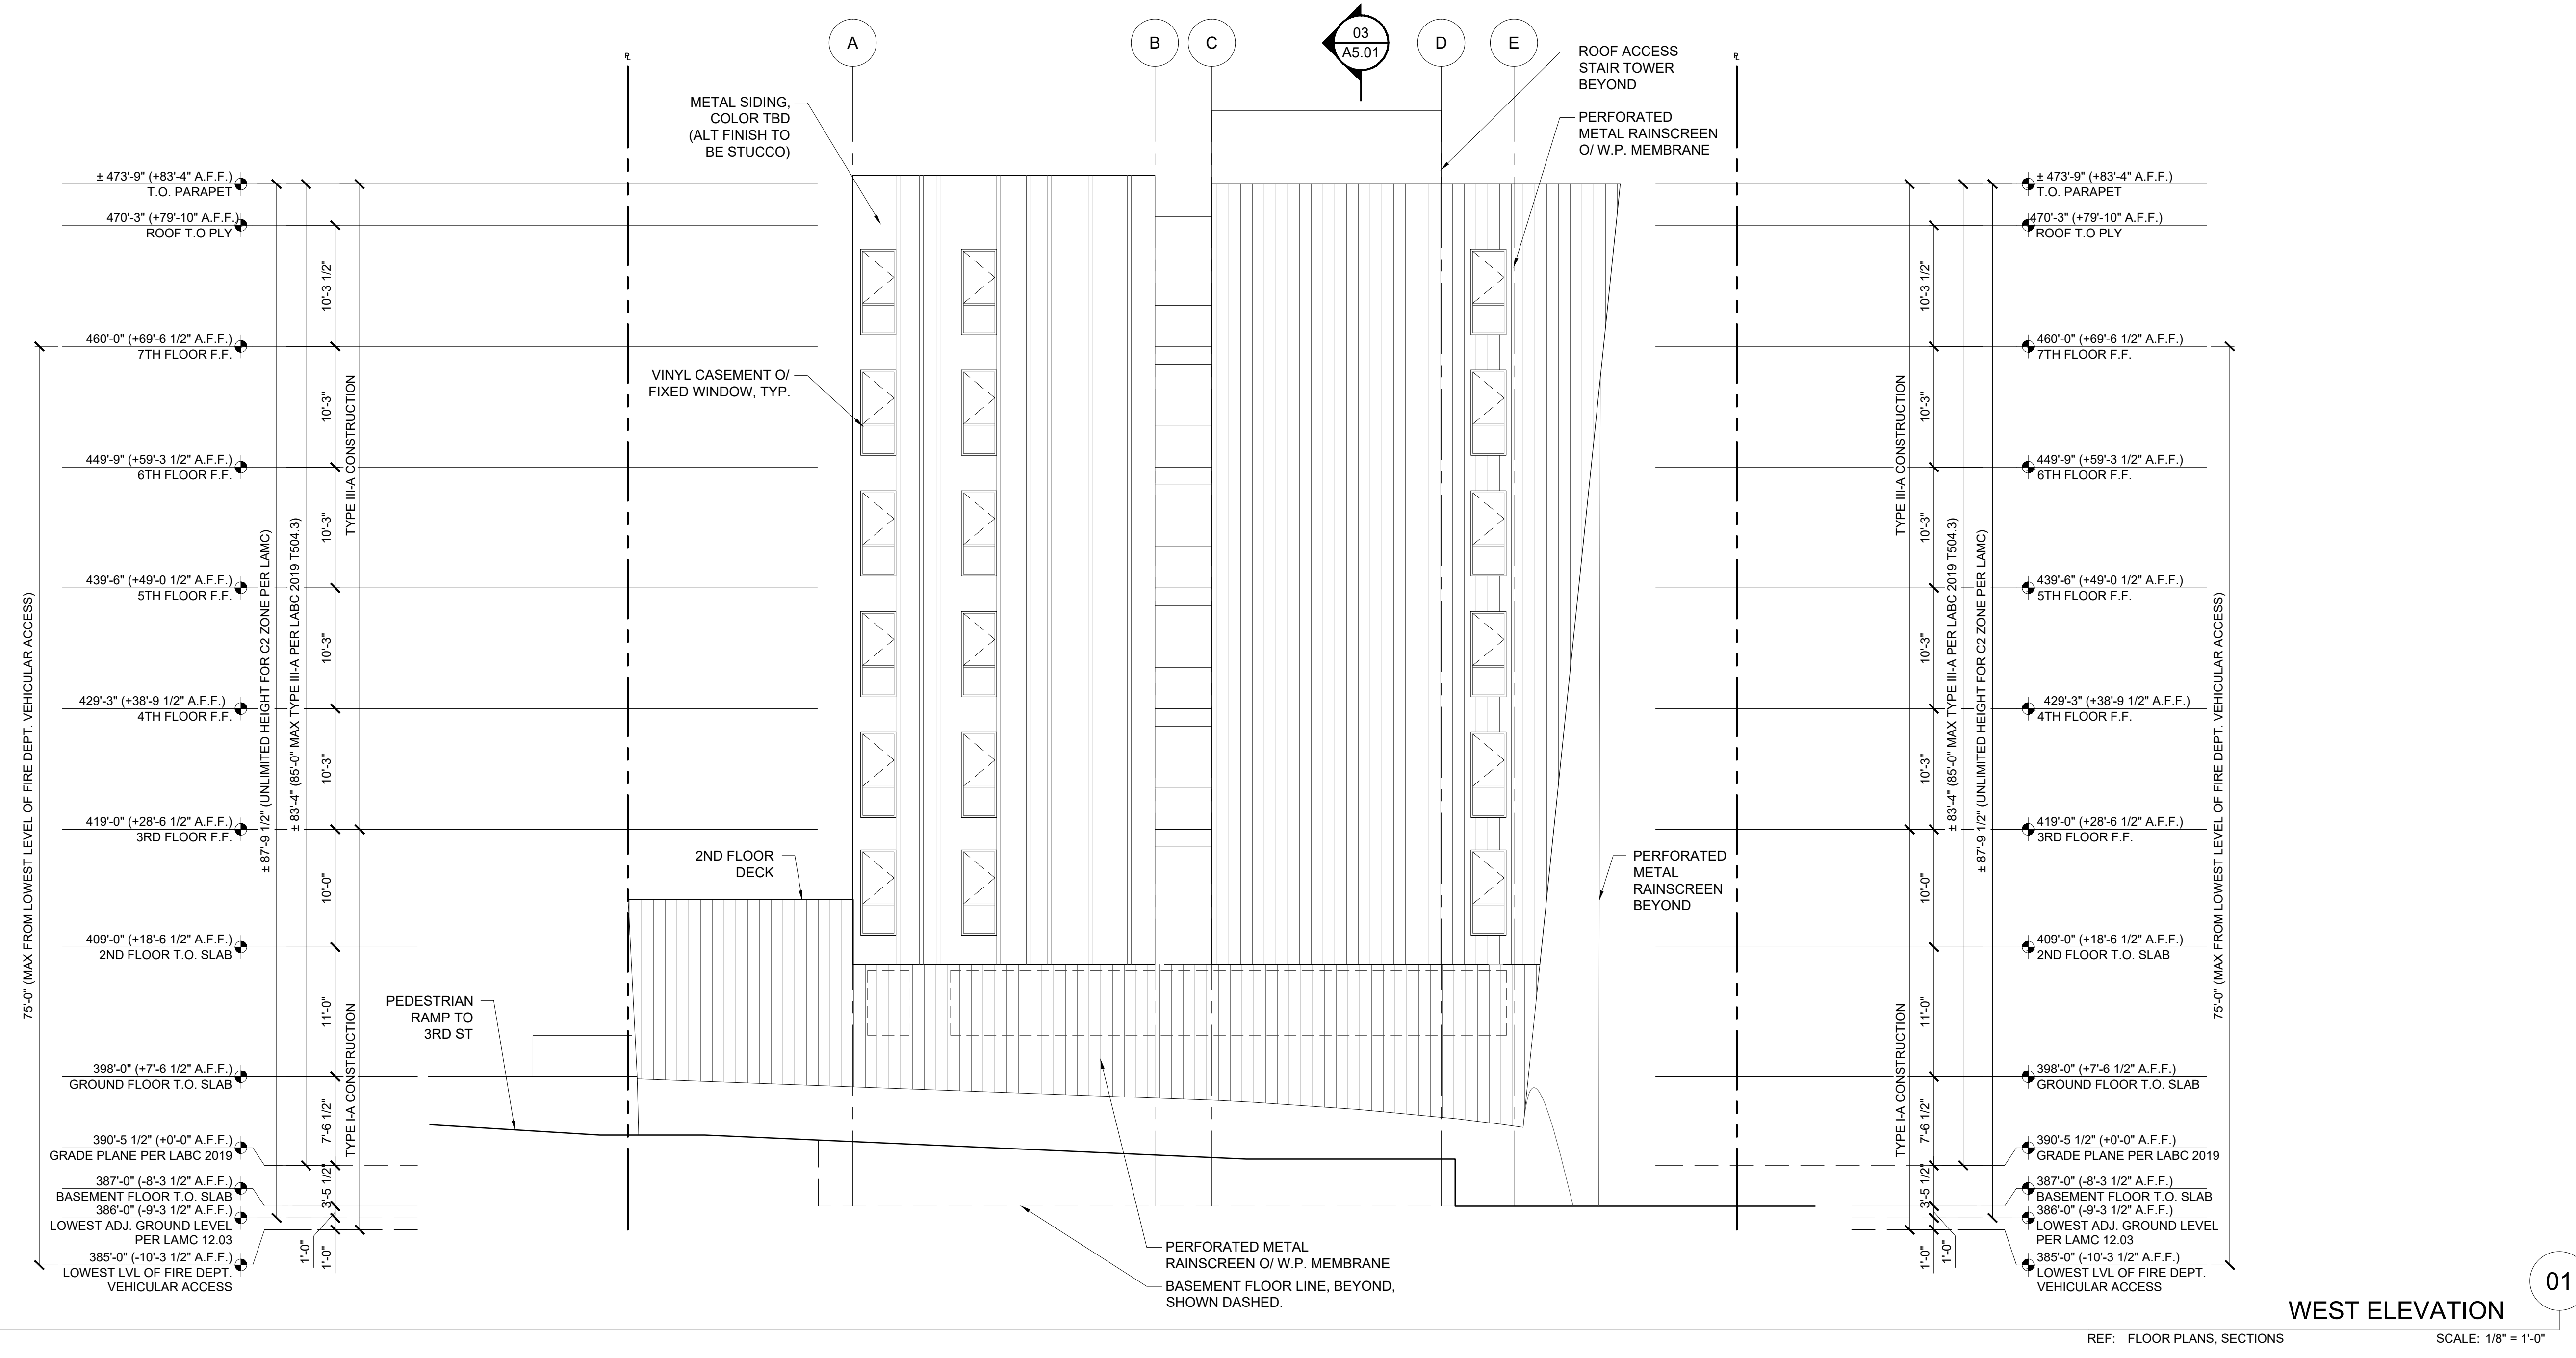 A
B
C
D
E
03
A5.01
ROOF ACCESS
STAIR TOWER
BEYOND
METAL SIDING,
COLOR TBD
(ALT FINISH TO
BE STUCCO)
PERFORATED
METAL RAINSCREEN
O/ W.P. MEMBRANE
VINYL CASEMENT O/
FIXED WINDOW, TYP.
2ND FLOOR
DECK
PERFORATED
METAL
RAINSCREEN
BEYOND
PEDESTRIAN
RAMP TO
3RD ST
PERFORATED METAL
RAINSCREEN O/ W.P. MEMBRANE
BASEMENT FLOOR LINE, BEYOND,
SHOWN DASHED.
± 473'-9" (+83'-4" A.F.F.)
T.O. PARAPET
470'-3" (+79'-10" A.F.F.)
ROOF T.O PLY
460'-0" (+69'-6 1/2" A.F.F.)
7TH FLOOR F.F.
449'-9" (+59'-3 1/2" A.F.F.)
6TH FLOOR F.F.
439'-6" (+49'-0 1/2" A.F.F.)
5TH FLOOR F.F.
429'-3" (+38'-9 1/2" A.F.F.)
4TH FLOOR F.F.
419'-0" (+28'-6 1/2" A.F.F.)
3RD FLOOR F.F.
409'-0" (+18'-6 1/2" A.F.F.)
2ND FLOOR T.O. SLAB
398'-0" (+7'-6 1/2" A.F.F.)
GROUND FLOOR T.O. SLAB
390'-5 1/2" (+0'-0" A.F.F.)
GRADE PLANE PER LABC 2019
387'-0" (-8'-3 1/2" A.F.F.)
BASEMENT FLOOR T.O. SLAB
386'-0" (-9'-3 1/2" A.F.F.)
LOWEST ADJ. GROUND LEVEL
PER LAMC 12.03
385'-0" (-10'-3 1/2" A.F.F.)
LOWEST LVL OF FIRE DEPT.
VEHICULAR ACCESS
75'-0" (MAX FROM LOWEST LEVEL OF FIRE DEPT. VEHICULAR ACCESS)
± 87'-9 1/2" (UNLIMITED HEIGHT FOR C2 ZONE PER LAMC)
± 83'-4" (85'-0" MAX TYPE III-A PER LABC 2019 T504.3)
10'-3 1/2"
10'-3"
10'-3"
10'-3"
10'-3"
10'-0"
11'-0"
7'-6 1/2"
3'-5 1/2"
1'-0"
1'-0"
TYPE III-A CONSTRUCTION
TYPE I-A CONSTRUCTION
TYPE III-A CONSTRUCTION
TYPE I-A CONSTRUCTION
10'-3 1/2"
10'-3"
10'-3"
10'-3"
10'-3"
10'-0"
11'-0"
7'-6 1/2"
3'-5 1/2"
1'-0"
1'-0"
± 83'-4" (85'-0" MAX TYPE III-A PER LABC 2019 T504.3)
± 87'-9 1/2" (UNLIMITED HEIGHT FOR C2 ZONE PER LAMC)
± 473'-9" (+83'-4" A.F.F.)
T.O. PARAPET
470'-3" (+79'-10" A.F.F.)
ROOF T.O PLY
460'-0" (+69'-6 1/2" A.F.F.)
7TH FLOOR F.F.
449'-9" (+59'-3 1/2" A.F.F.)
6TH FLOOR F.F.
439'-6" (+49'-0 1/2" A.F.F.)
5TH FLOOR F.F.
429'-3" (+38'-9 1/2" A.F.F.)
4TH FLOOR F.F.
419'-0" (+28'-6 1/2" A.F.F.)
3RD FLOOR F.F.
409'-0" (+18'-6 1/2" A.F.F.)
2ND FLOOR T.O. SLAB
398'-0" (+7'-6 1/2" A.F.F.)
GROUND FLOOR T.O. SLAB
390'-5 1/2" (+0'-0" A.F.F.)
GRADE PLANE PER LABC 2019
387'-0" (-8'-3 1/2" A.F.F.)
BASEMENT FLOOR T.O. SLAB
386'-0" (-9'-3 1/2" A.F.F.)
LOWEST ADJ. GROUND LEVEL
PER LAMC 12.03
385'-0" (-10'-3 1/2" A.F.F.)
LOWEST LVL OF FIRE DEPT.
VEHICULAR ACCESS
75'-0" (MAX FROM LOWEST LEVEL OF FIRE DEPT. VEHICULAR ACCESS)
01
WEST ELEVATION
REF: FLOOR PLANS, SECTIONS
SCALE: 1/8" = 1'-0"